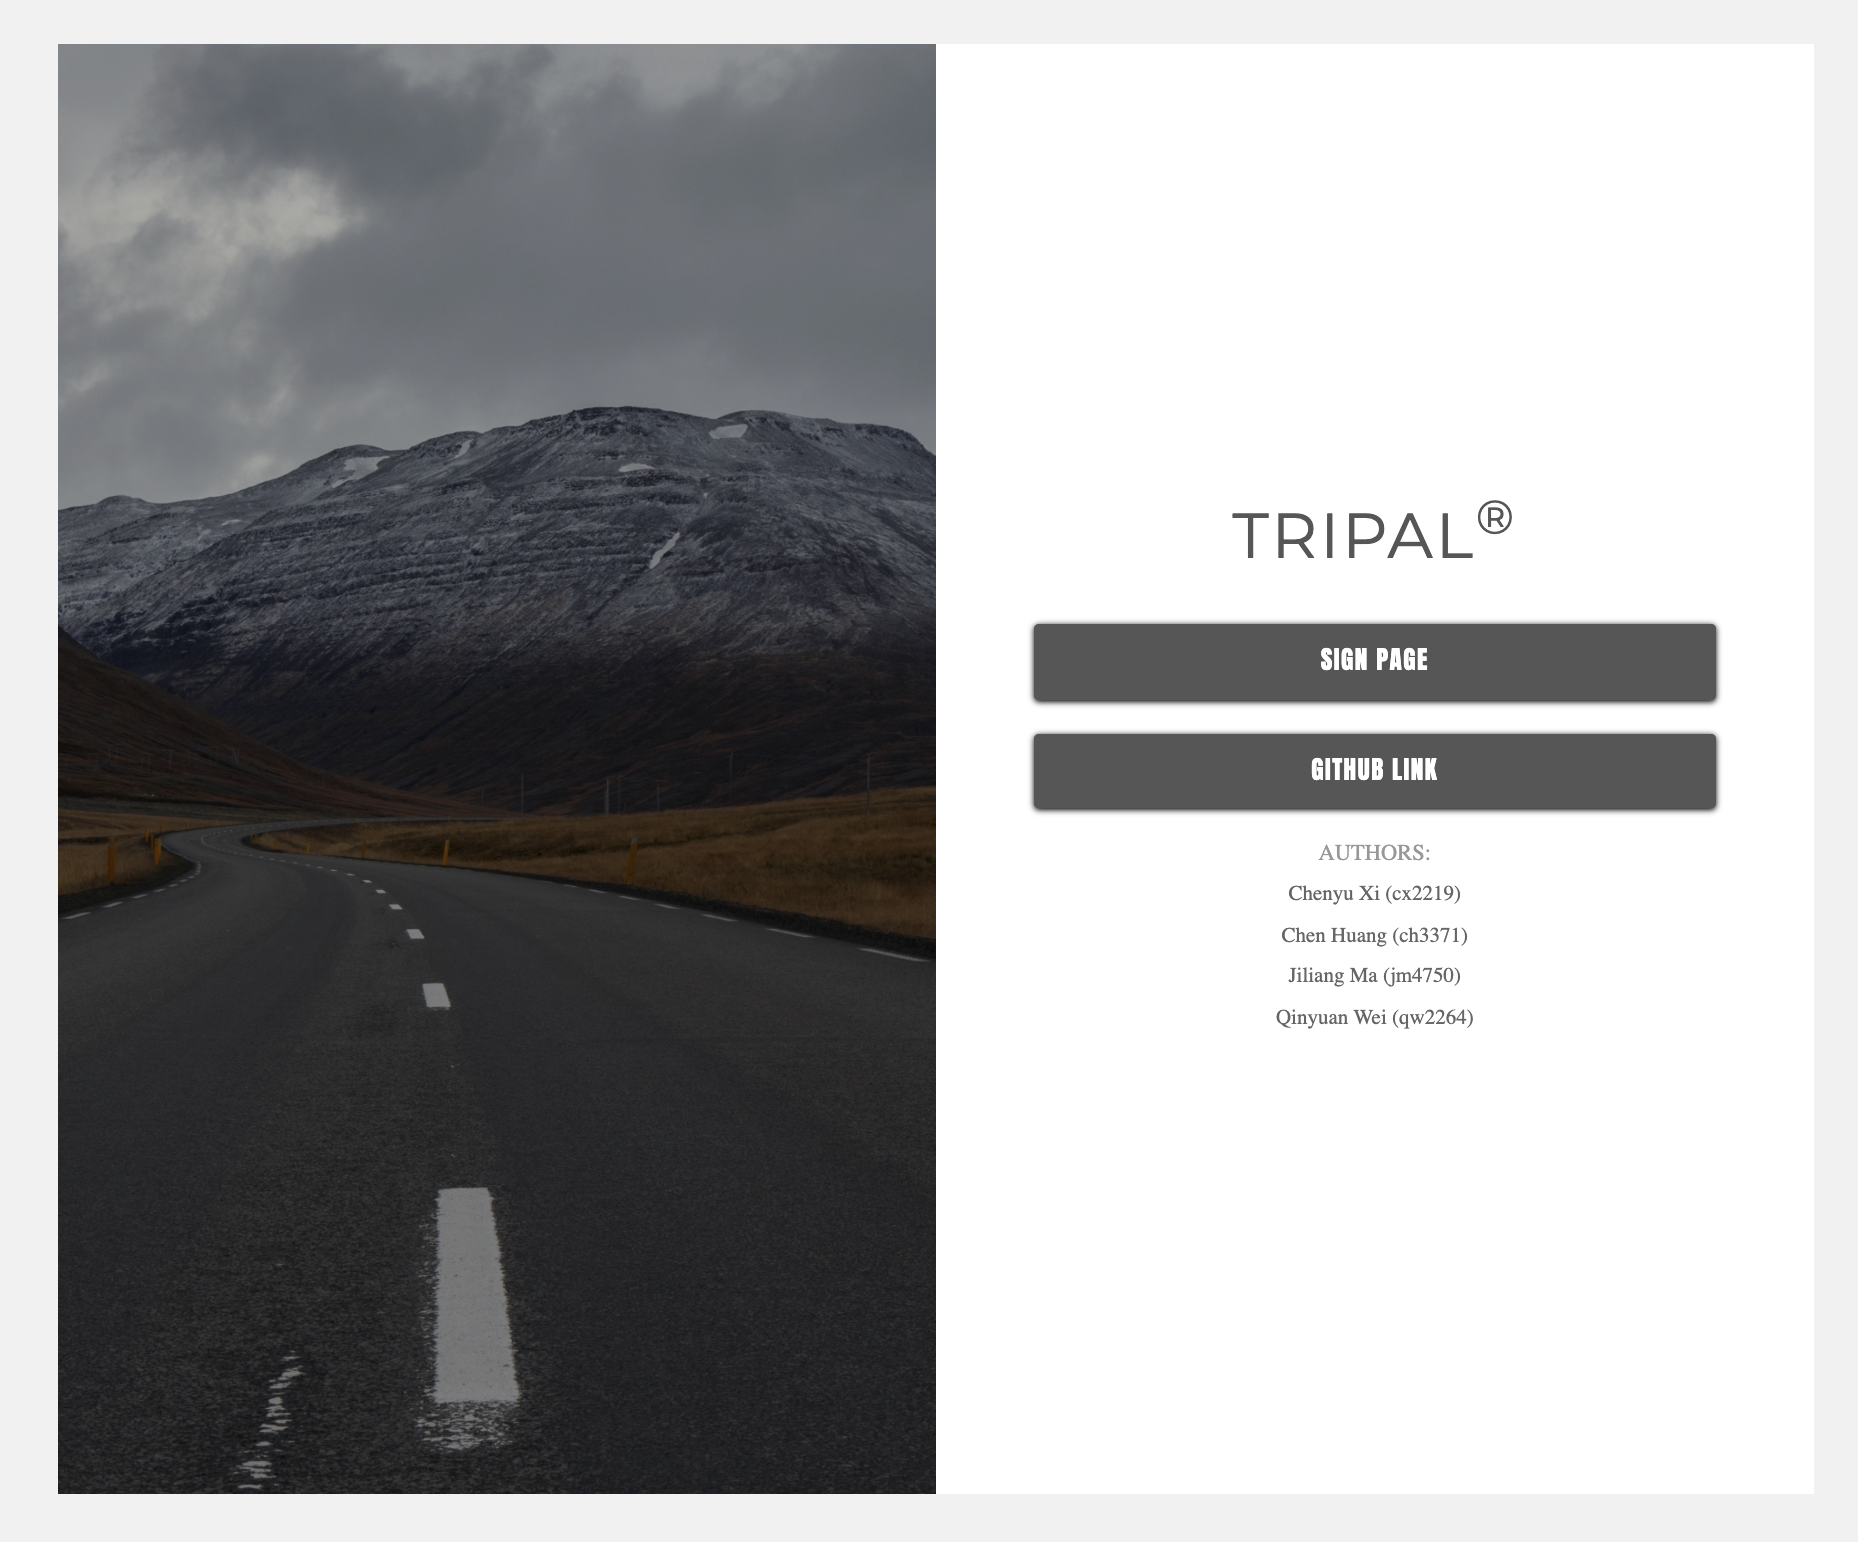 TRIPAL®
SIGN PAGE
GITHUB LINK
AUTHORS:
Chenyu Xi (cx2219)
Chen Huang (ch3371)
Jiliang Ma (jm4750)
Qinyuan Wei (qw2264)